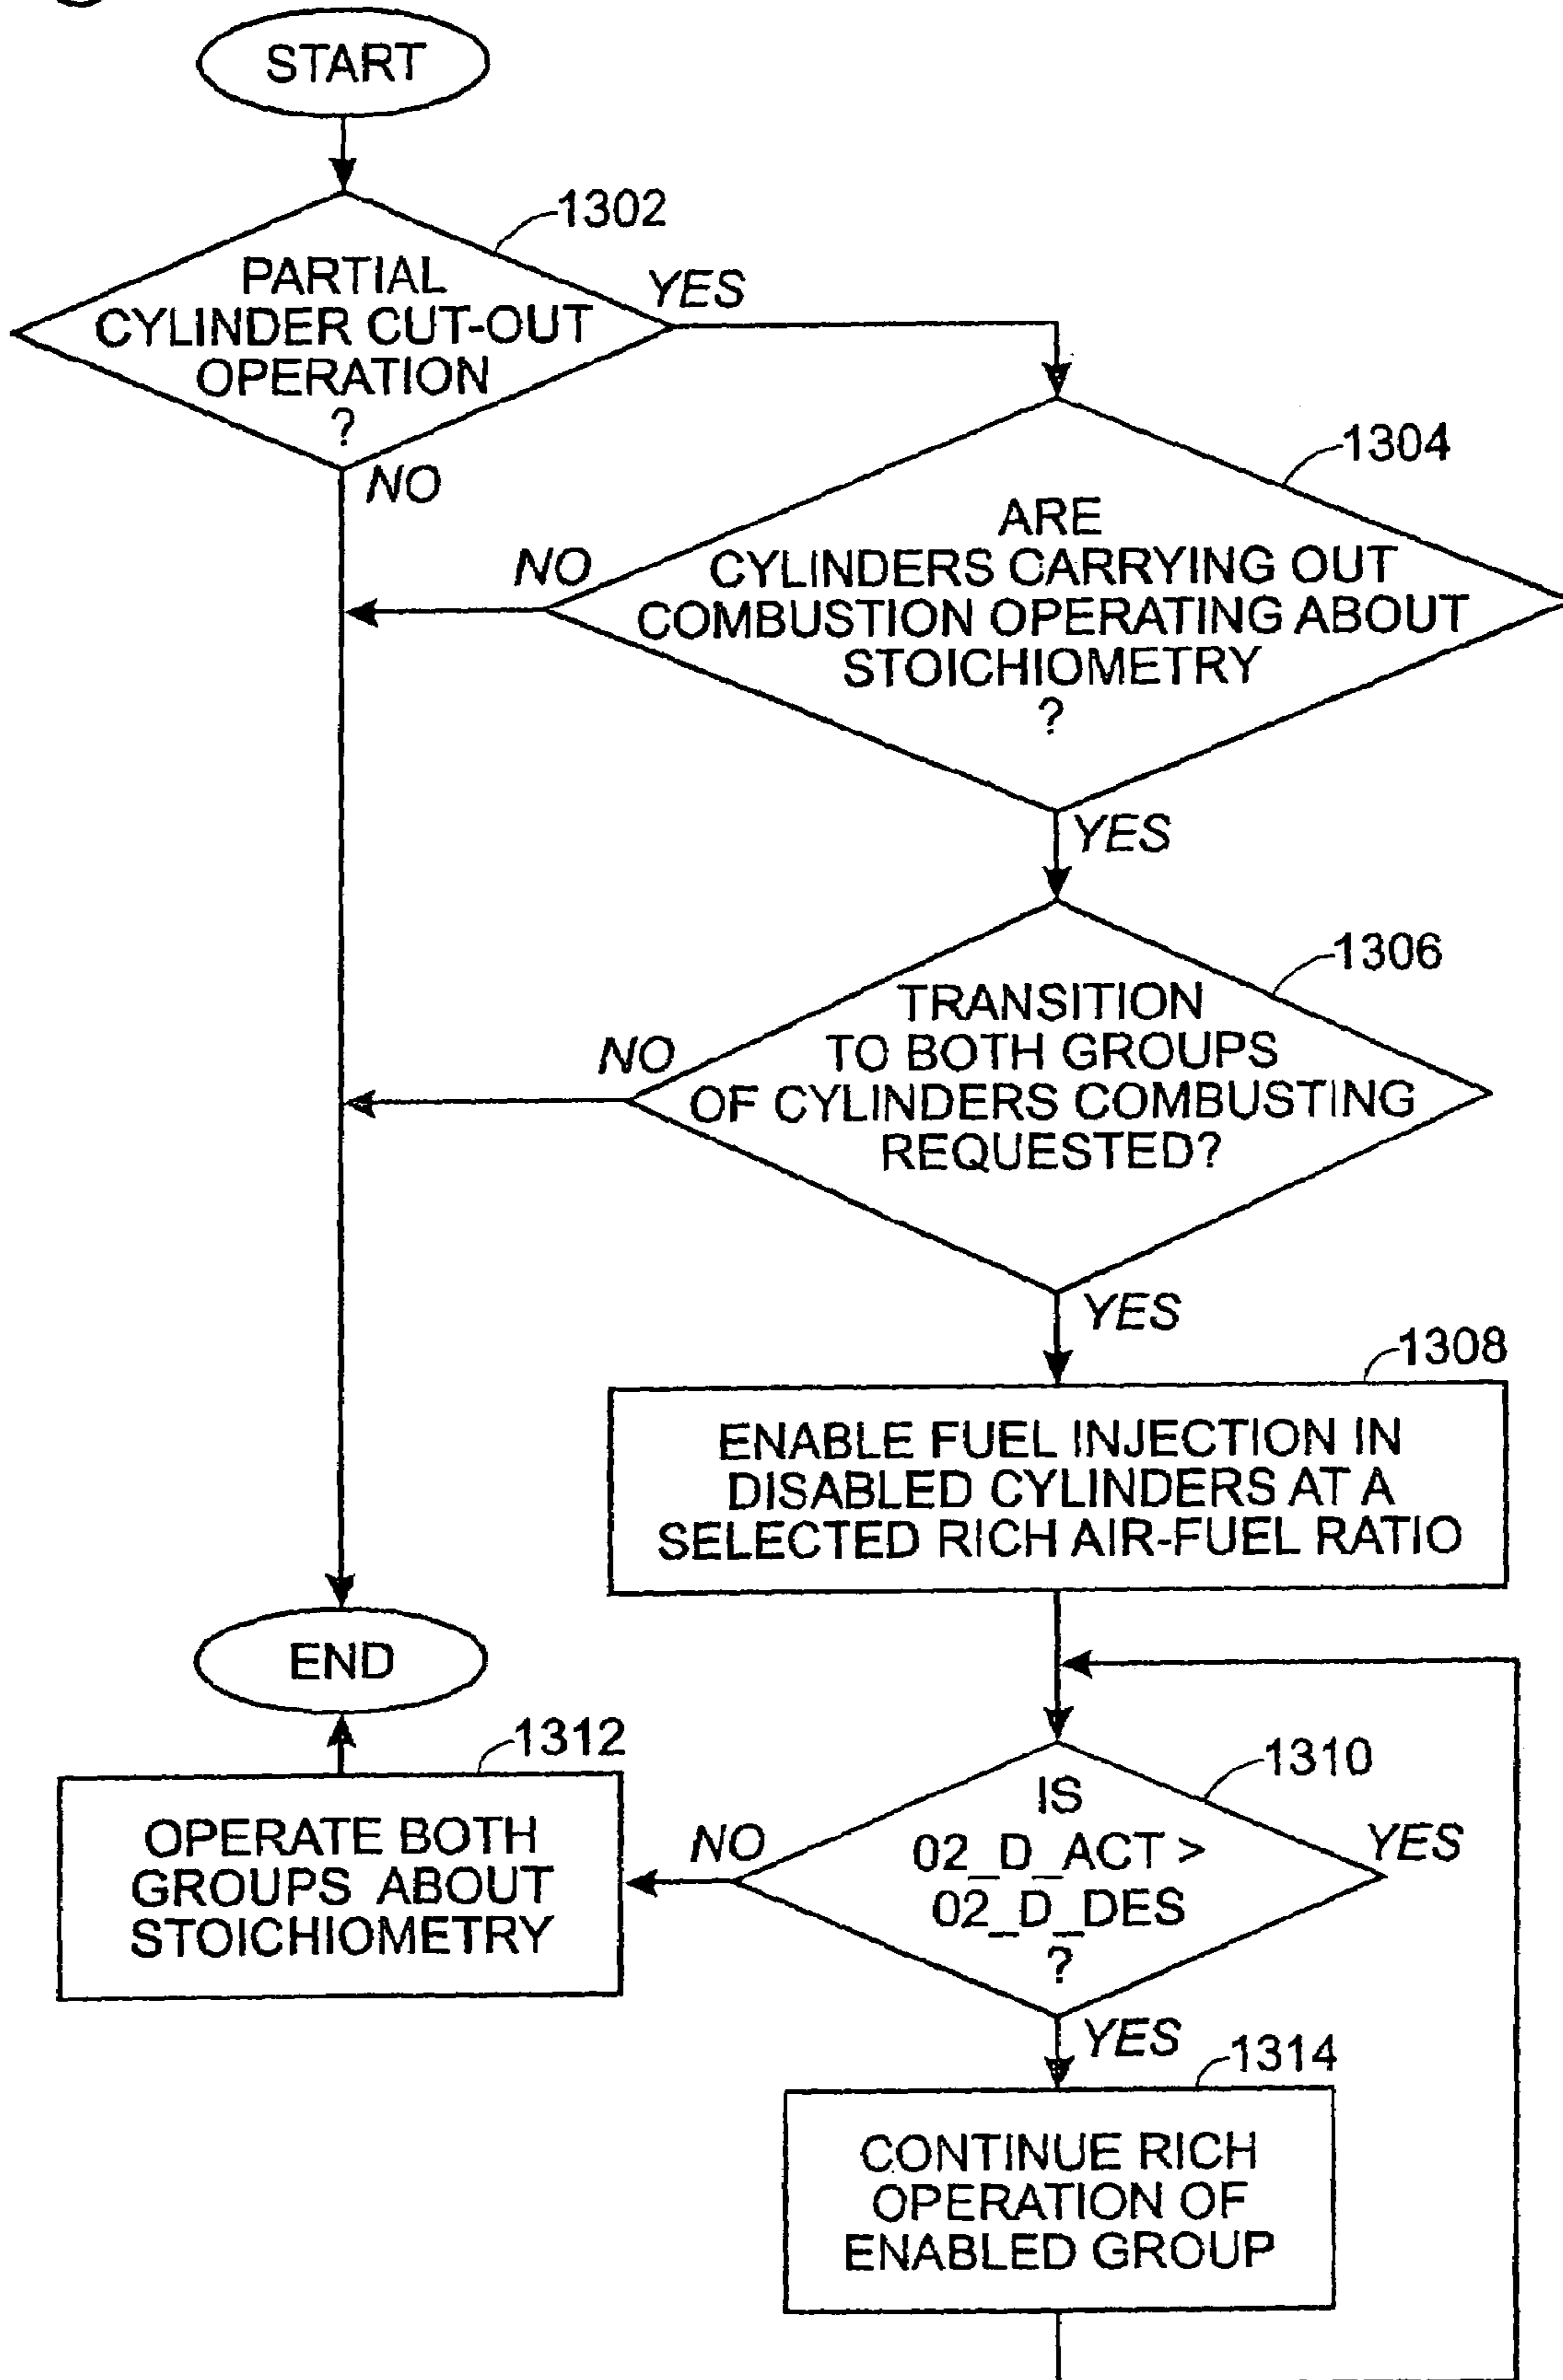 START
1302
PARTIAL
CYLINDER CUT-OUT
OPERATION
?
YES
NO
1304
ARE
CYLINDERS CARRYING OUT
COMBUSTION OPERATING ABOUT
STOICHIOMETRY
?
NO
YES
1306
TRANSITION
TO BOTH GROUPS
OF CYLINDERS COMBUSTING
REQUESTED?
NO
YES
1308
ENABLE FUEL INJECTION IN
DISABLED CYLINDERS AT A
SELECTED RICH AIR-FUEL RATIO
END
1312
OPERATE BOTH
GROUPS ABOUT
STOICHIOMETRY
1310
IS
02_D_ACT >
02_D_DES
?
NO
YES
YES
1314
CONTINUE RICH
OPERATION OF
ENABLED GROUP